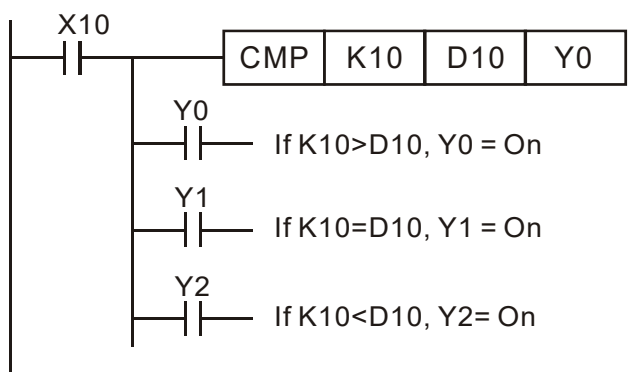 X10
CMP K10 D10 Y0
Y0
If K10>D10, Y0 = On
Y1
If K10=D10, Y1 = On
Y2
If K10<D10, Y2= On